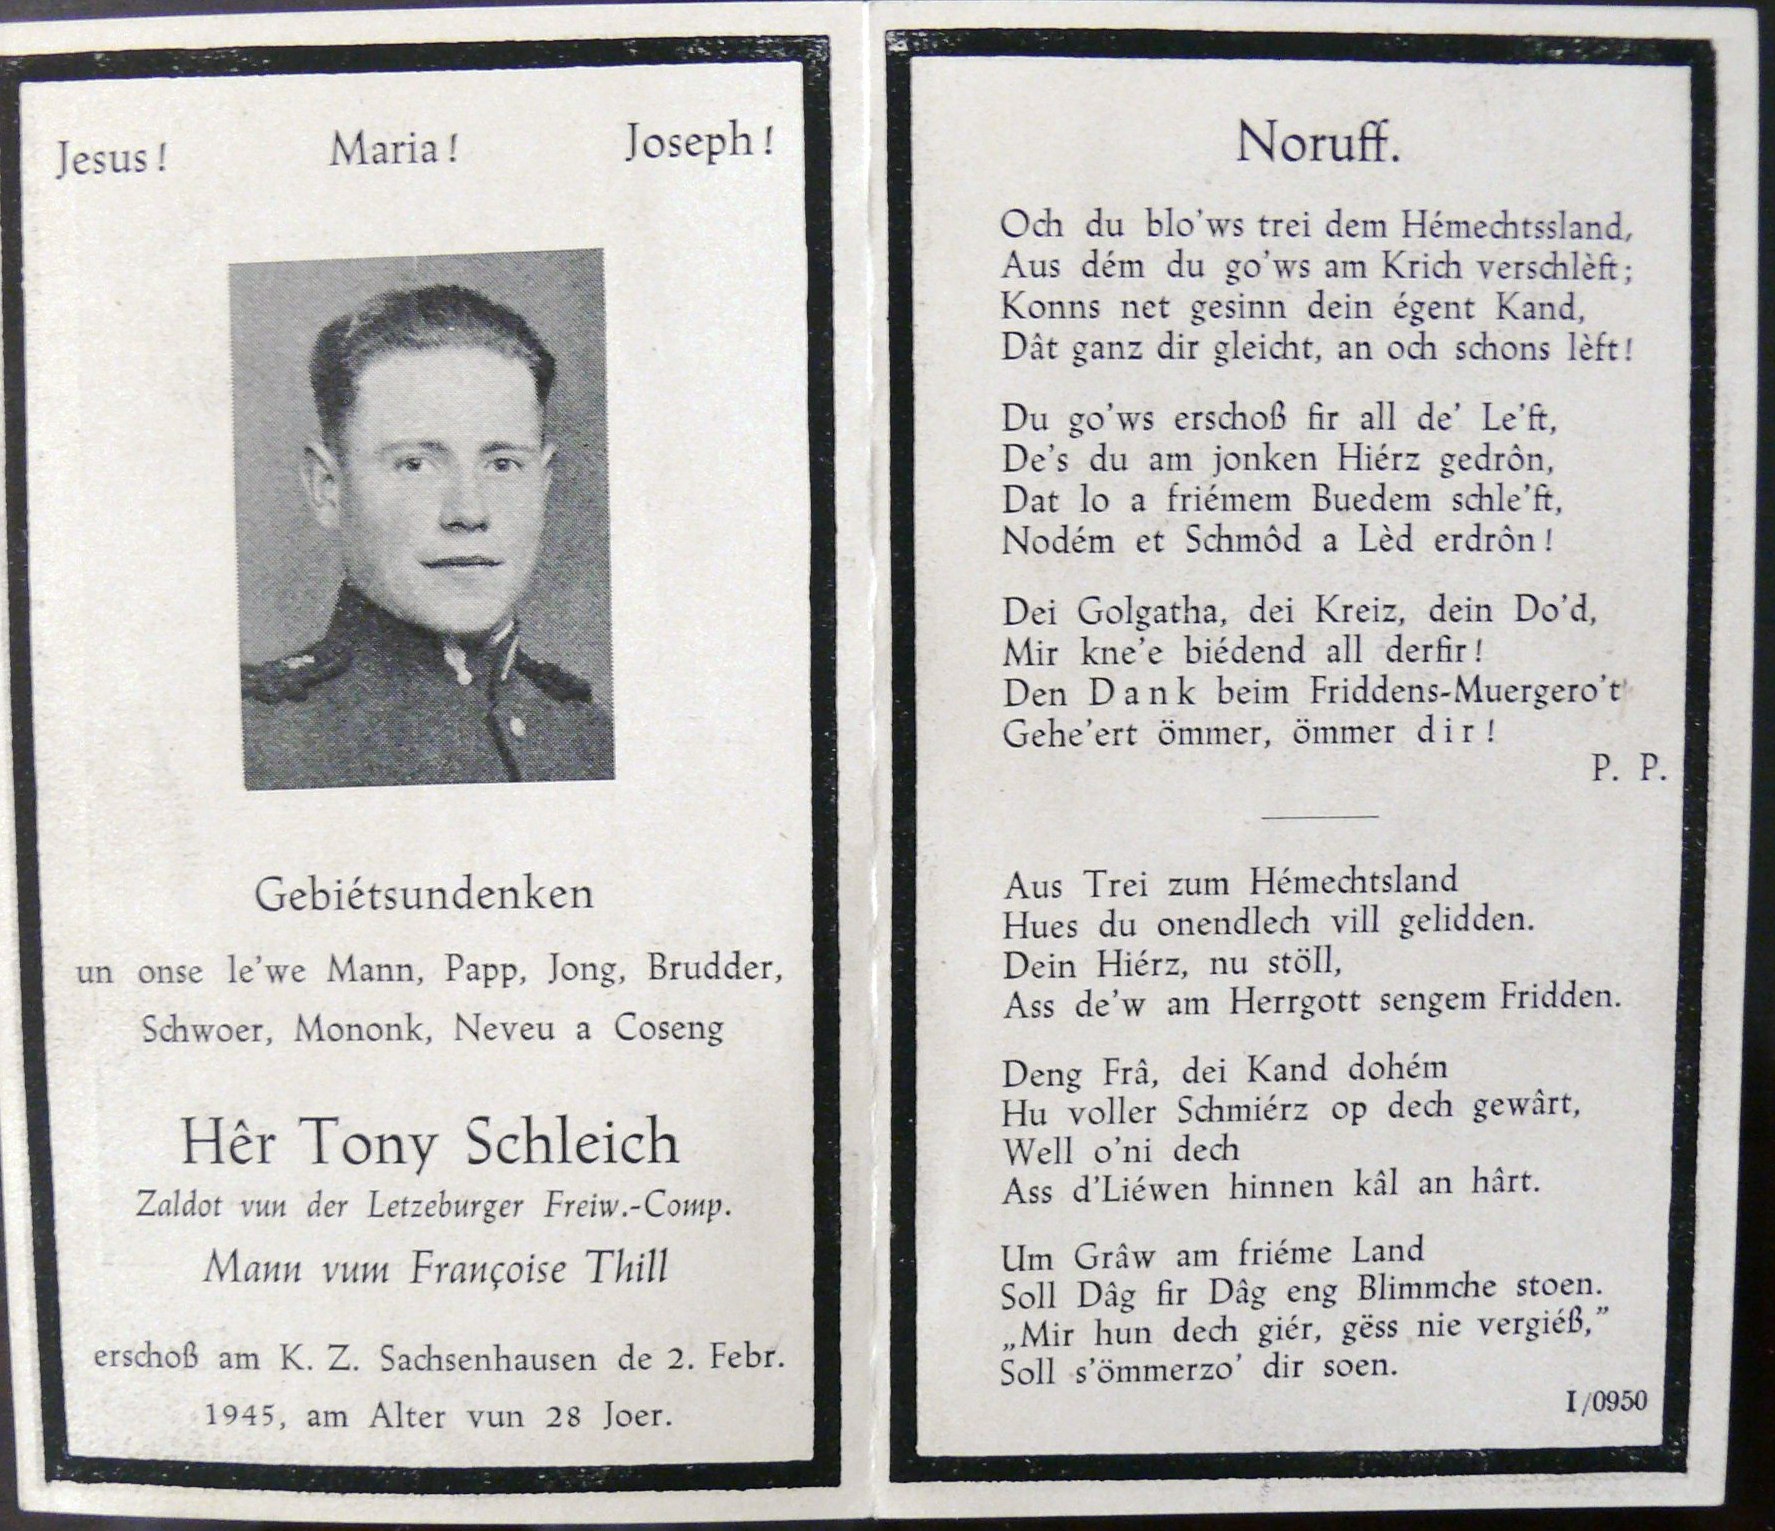 Jesus! Maria! Joseph!
Gebiétsundenken
un onse le'we Mann, Papp, Jong, Brudder,
Schwoer, Mononk, Neveu a Coseng
Hêr Tony Schleich
Zaldot vun der Letzeburger Freiw.-Comp.
Mann vum Françoise Thill
erschoß am K. Z. Sachsenhausen de 2. Febr.
1945, am Alter vun 28 Joer.
Noruff.
Och du blo'ws trei dem Hémechtssland,
Aus dém du go'ws am Krich verschlèft;
Konns net gesinn dein égent Kand,
Dât ganz dir gleicht, an och schons lèft!
Du go'ws erschoß fir all de' Le'ft,
De's du am jonken Hiérz gedrôn,
Dat lo a friémem Buedem schle'ft,
Nodém et Schmôd a Lèd erdrôn!
Dei Golgatha, dei Kreiz, dein Do'd,
Mir kne'e biédend all derfir!
Den Dank beim Friddens-Muergero't
Gehe'ert ömmer, ömmer dir!
P. P.
Aus Trei zum Hémechtsland
Hues du onendlech vill gelidden.
Dein Hiérz, nu stöll,
Ass de'w am Herrgott sengem Fridden.
Deng Frâ, dei Kand dohém
Hu voller Schmiérz op dech gewârt,
Well o'ni dech
Ass d'Liéwen hinnen kâl an hârt.
Um Grâw am friéme Land
Soll Dâg fir Dâg eng Blimmche stoen.
„Mir hun dech giér, gëss nie vergiéß,”
Soll s'ömmerzo' dir soen.
I/0950